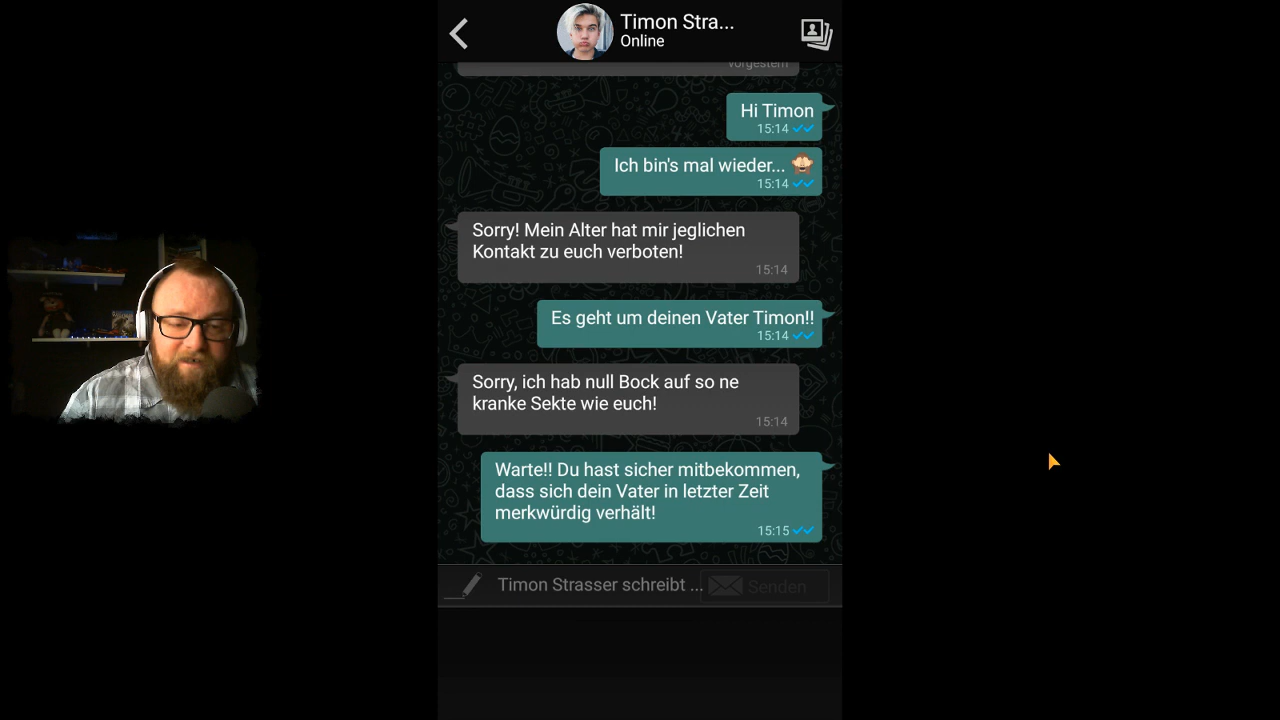 Timon Stra...
Online
vorgestern
Hi Timon
15:14
Ich bin's mal wieder... 🙈
15:14
Sorry! Mein Alter hat mir jeglichen
Kontakt zu euch verboten!
15:14
Es geht um deinen Vater Timon!!
15:14
Sorry, ich hab null Bock auf so ne
kranke Sekte wie euch!
15:14
Warte!! Du hast sicher mitbekommen,
dass sich dein Vater in letzter Zeit
merkwürdig verhält!
15:15
Timon Strasser schreibt ... Senden